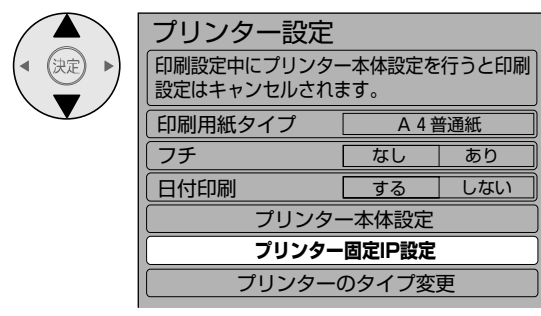 決定
プリンター設定
印刷設定中にプリンター本体設定を行うと印刷
設定はキャンセルされます。
印刷用紙タイプ A4普通紙
フチ なし あり
日付印刷 する しない
プリンター本体設定
プリンター固定IP設定
プリンターのタイプ変更